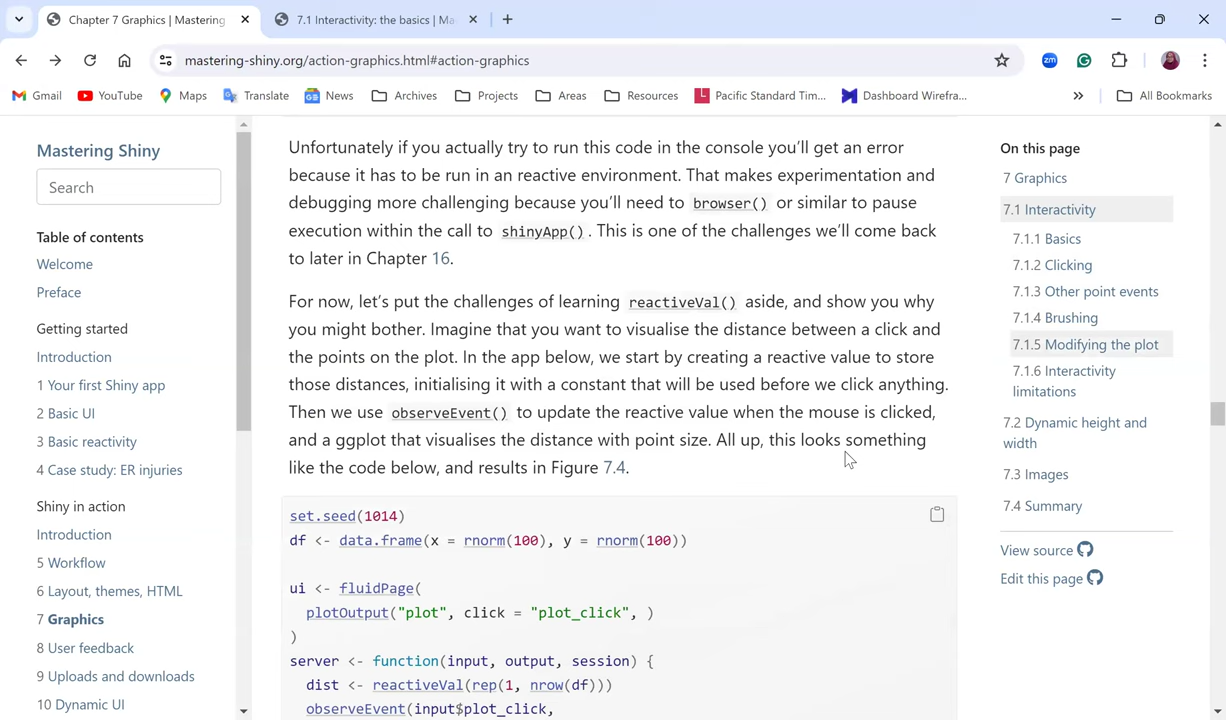 Chapter 7 Graphics | Mastering
7.1 Interactivity: the basics | Ma
mastering-shiny.org/action-graphics.html#action-graphics
zm
Gmail
YouTube
Maps
Translate
News
Archives
Projects
Areas
Resources
Pacific Standard Tim...
Dashboard Wirefra...
All Bookmarks
Mastering Shiny
Search
Table of contents
Welcome
Preface
Getting started
Introduction
1 Your first Shiny app
2 Basic UI
3 Basic reactivity
4 Case study: ER injuries
Shiny in action
Introduction
5 Workflow
6 Layout, themes, HTML
7 Graphics
8 User feedback
9 Uploads and downloads
10 Dynamic UI
Unfortunately if you actually try to run this code in the console you’ll get an error
because it has to be run in an reactive environment. That makes experimentation and
debugging more challenging because you’ll need to browser() or similar to pause
execution within the call to shinyApp(). This is one of the challenges we’ll come back
to later in Chapter 16.
For now, let’s put the challenges of learning reactiveVal() aside, and show you why
you might bother. Imagine that you want to visualise the distance between a click and
the points on the plot. In the app below, we start by creating a reactive value to store
those distances, initialising it with a constant that will be used before we click anything.
Then we use observeEvent() to update the reactive value when the mouse is clicked,
and a ggplot that visualises the distance with point size. All up, this looks something
like the code below, and results in Figure 7.4.
set.seed(1014)
df <- data.frame(x = rnorm(100), y = rnorm(100))
ui <- fluidPage(
plotOutput("plot", click = "plot_click", )
)
server <- function(input, output, session) {
dist <- reactiveVal(rep(1, nrow(df)))
observeEvent(input$plot_click,
On this page
7 Graphics
7.1 Interactivity
7.1.1 Basics
7.1.2 Clicking
7.1.3 Other point events
7.1.4 Brushing
7.1.5 Modifying the plot
7.1.6 Interactivity
limitations
7.2 Dynamic height and
width
7.3 Images
7.4 Summary
View source
Edit this page